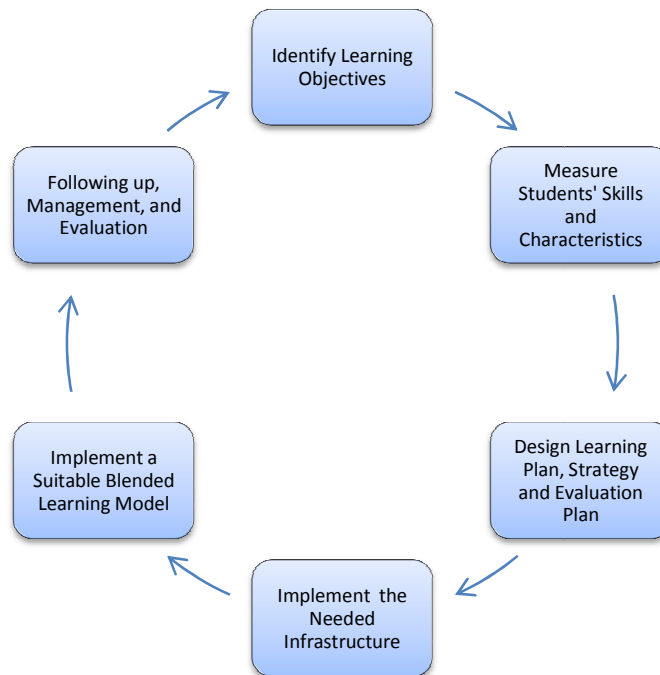 Identify Learning
Objectives
Measure
Students' Skills
and
Characteristics
Design Learning
Plan, Strategy
and Evaluation
Plan
Implement the
Needed
Infrastructure
Implement a
Suitable Blended
Learning Model
Following up,
Management, and
Evaluation